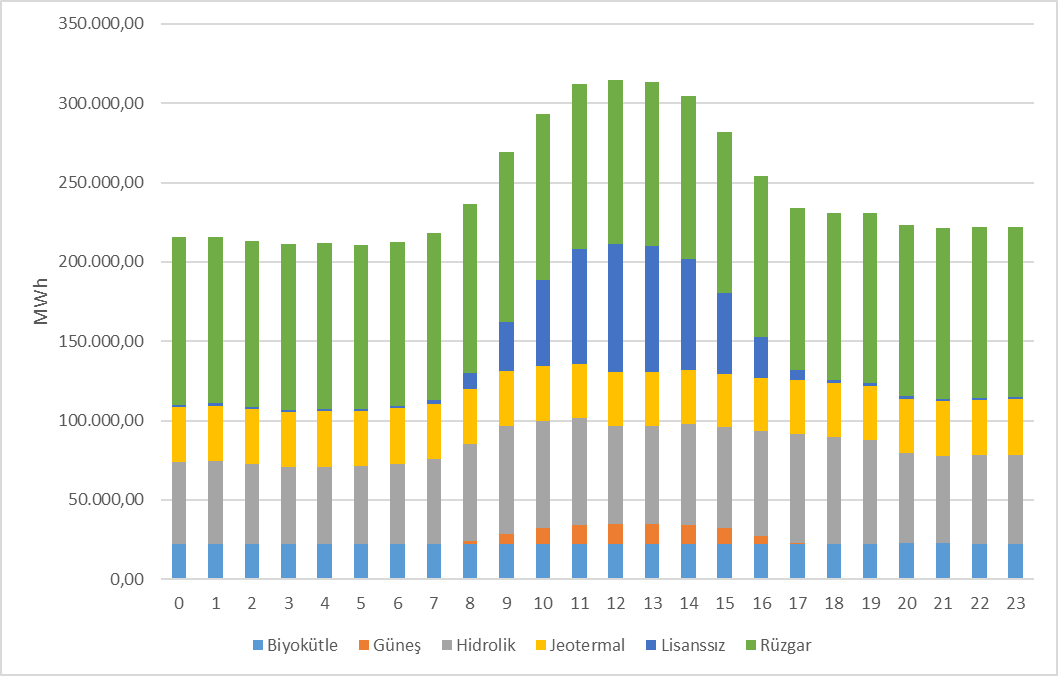 350.000,00
300.000,00
250.000,00
200.000,00
150.000,00
100.000,00
50.000,00
0,00
MWh
0 1 2 3 4 5 6 7 8 9 10 11 12 13 14 15 16 17 18 19 20 21 22 23
Biyokütle Güneş Hidrolik Jeotermal Lisanssız Rüzgar